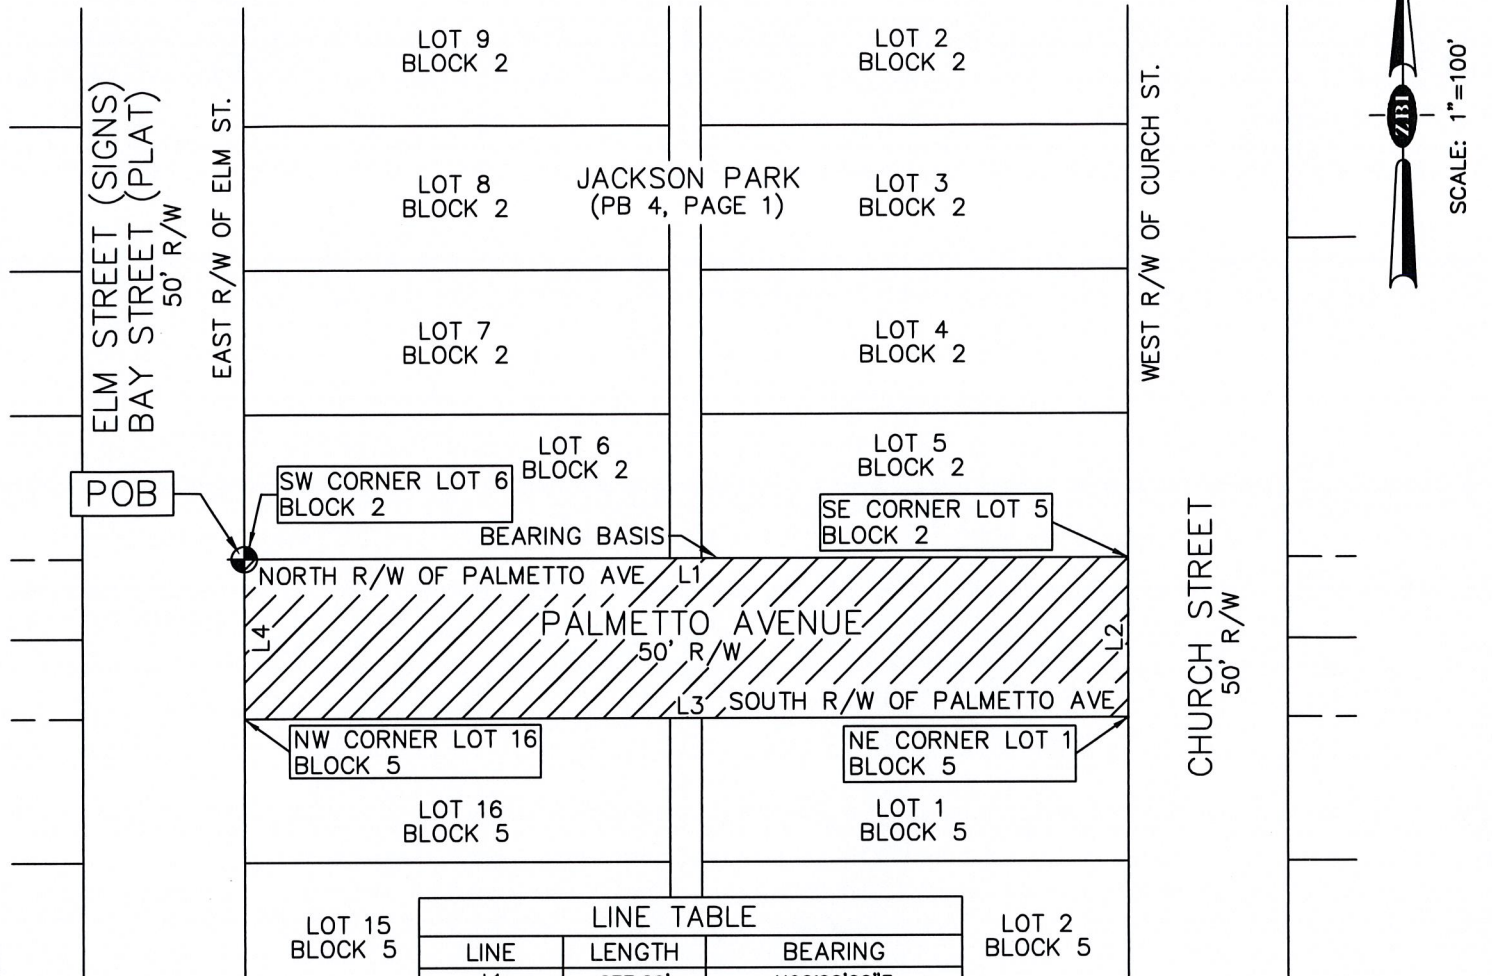 LOT 9
BLOCK 2
LOT 2
BLOCK 2
ZBI
SCALE: 1"=100'
ELM STREET (SIGNS)
BAY STREET (PLAT)
50' R/W
EAST R/W OF ELM ST.
LOT 8
BLOCK 2
JACKSON PARK
(PB 4, PAGE 1)
LOT 3
BLOCK 2
WEST R/W OF CURCH ST.
LOT 7
BLOCK 2
LOT 4
BLOCK 2
LOT 6
BLOCK 2
LOT 5
BLOCK 2
POB
SW CORNER LOT 6
BLOCK 2
SE CORNER LOT 5
BLOCK 2
BEARING BASIS
NORTH R/W OF PALMETTO AVE
L1
PALMETTO AVENUE
50' R/W
L4
L2
L3
SOUTH R/W OF PALMETTO AVE
CHURCH STREET
50' R/W
NW CORNER LOT 16
BLOCK 5
NE CORNER LOT 1
BLOCK 5
LOT 16
BLOCK 5
LOT 1
BLOCK 5
LOT 15
BLOCK 5
LINE TABLE
LINE LENGTH BEARING
LOT 2
BLOCK 5